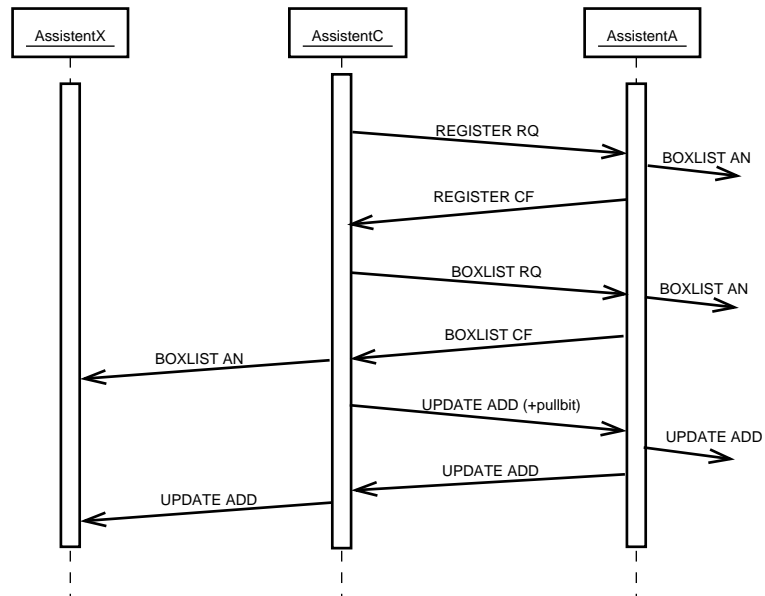 AssistentX
AssistentC
AssistentA
REGISTER RQ
BOXLIST AN
REGISTER CF
BOXLIST RQ
BOXLIST AN
BOXLIST CF
BOXLIST AN
UPDATE ADD (+pullbit)
UPDATE ADD
UPDATE ADD
UPDATE ADD